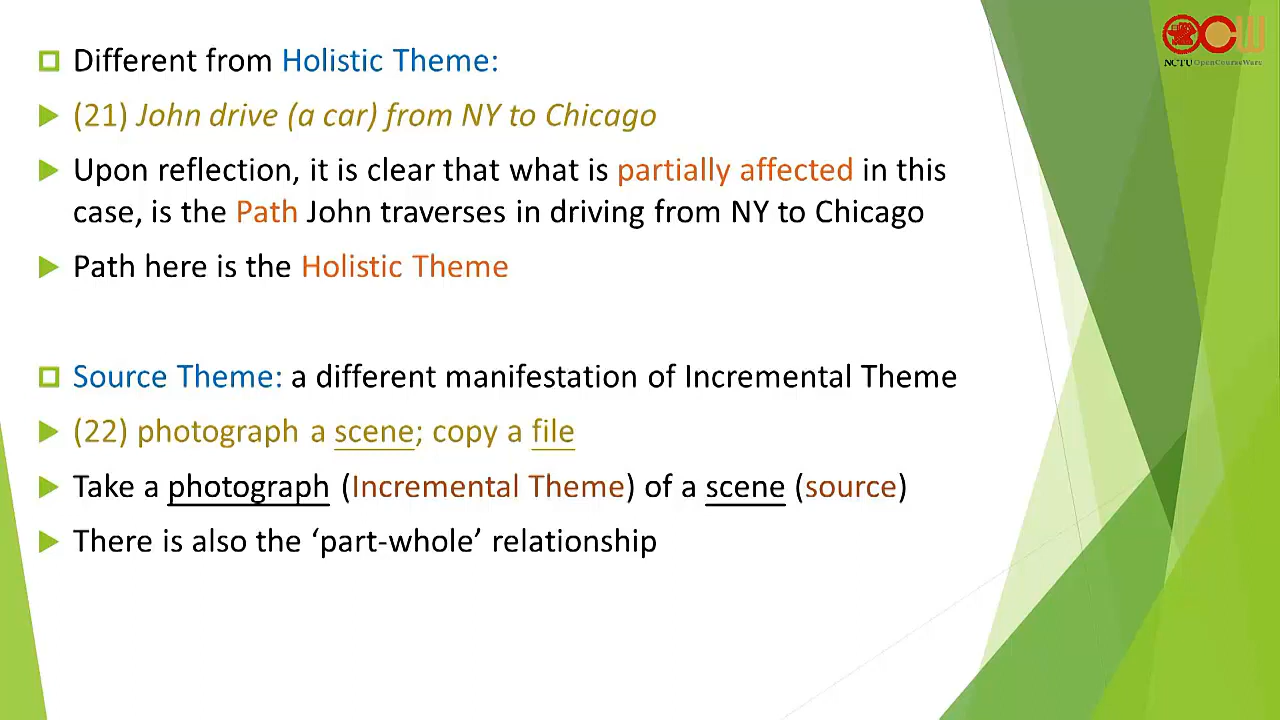 Different from Holistic Theme:
(21) John drive (a car) from NY to Chicago
Upon reflection, it is clear that what is partially affected in this
case, is the Path John traverses in driving from NY to Chicago
Path here is the Holistic Theme
Source Theme: a different manifestation of Incremental Theme
(22) photograph a scene; copy a file
Take a photograph (Incremental Theme) of a scene (source)
There is also the ‘part-whole’ relationship
OCW
NCTU OpenCourseWare